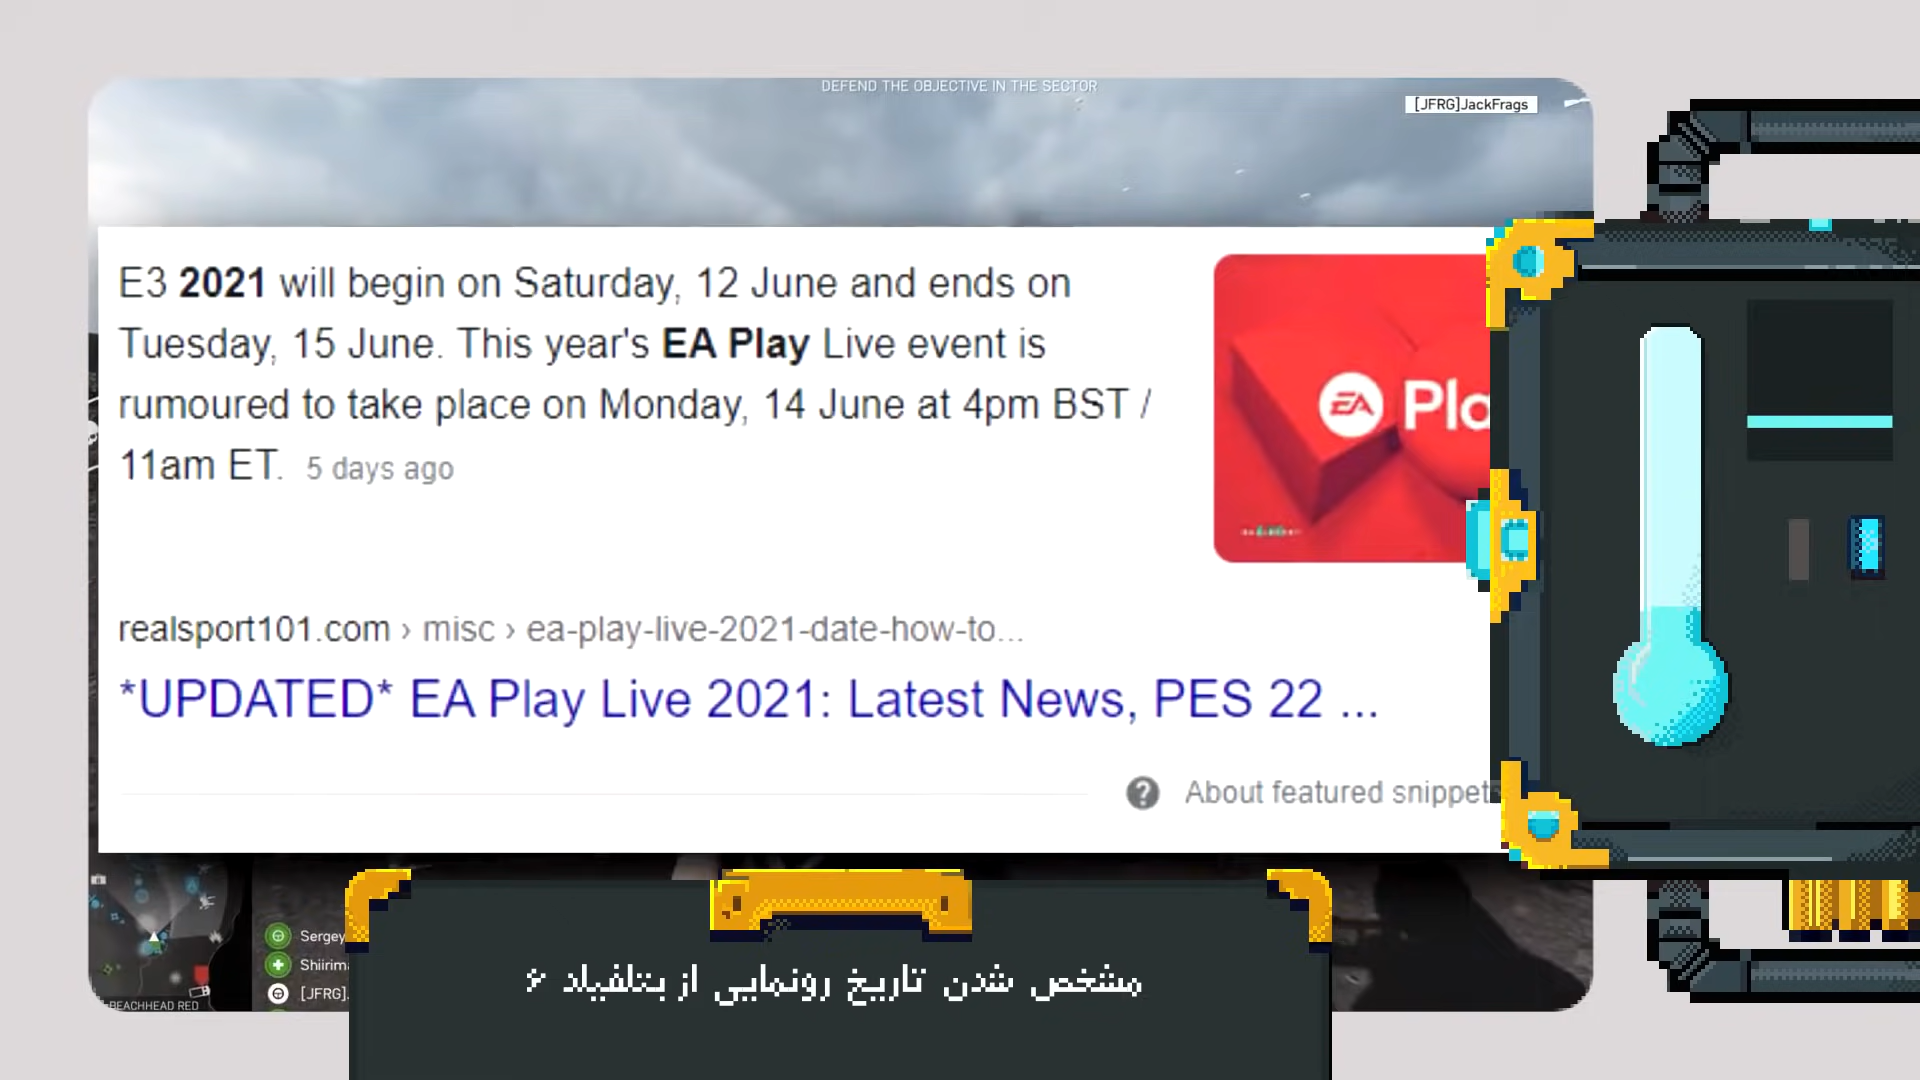 DEFEND THE OBJECTIVE IN THE SECTOR
[JFRG]JackFrags
E3 2021 will begin on Saturday, 12 June and ends on
Tuesday, 15 June. This year's EA Play Live event is
rumoured to take place on Monday, 14 June at 4pm BST /
11am ET. 5 days ago
EA Pla
realsport101.com › misc › ea-play-live-2021-date-how-to...
*UPDATED* EA Play Live 2021: Latest News, PES 22 ...
? About featured snippets
Sergey
Shiirim
[JFRG].
BEACHHEAD RED
مشخص شدن تاریخ رونمایی از بتلفیلد ۶